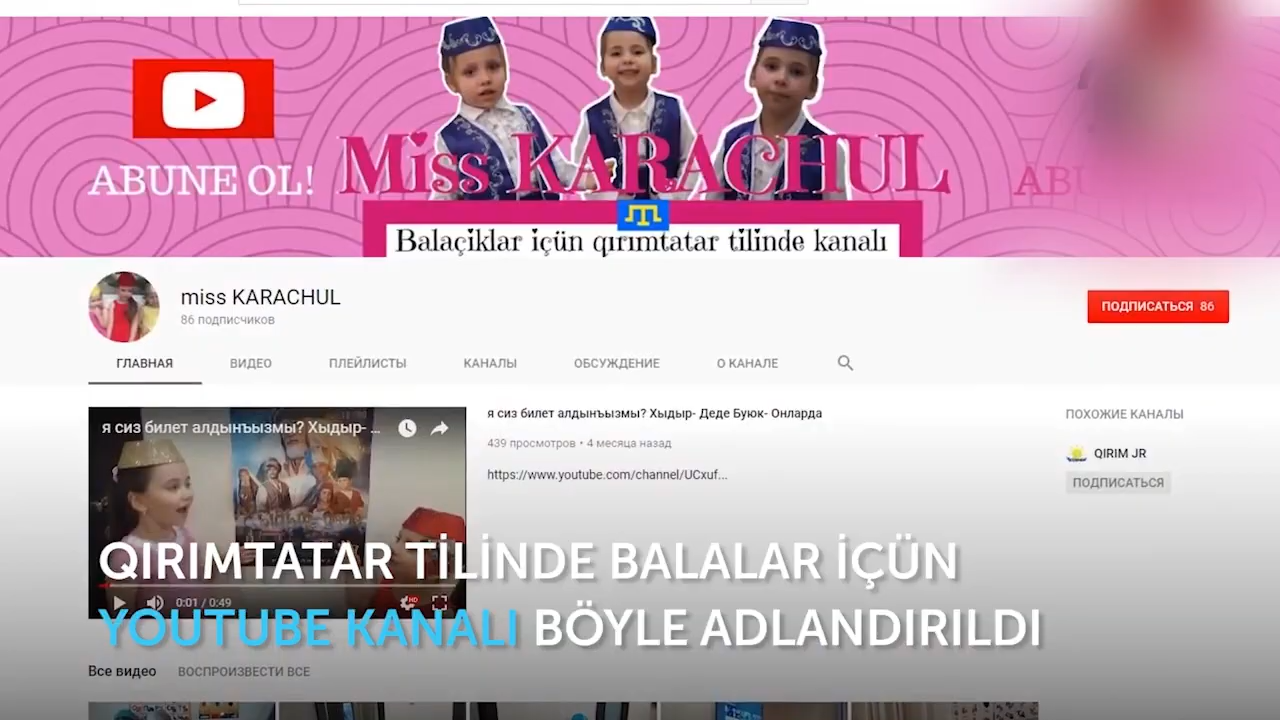 ABUNE OL!
Miss KARACHUL
ABU
Balaçiklar içün qırımtatar tilinde kanalı
miss KARACHUL
86 подписчиков
ПОДПИСАТЬСЯ 86
ГЛАВНАЯ
ВИДЕО
ПЛЕЙЛИСТЫ
КАНАЛЫ
ОБСУЖДЕНИЕ
О КАНАЛЕ
я сиз билет алдынъызмы? Хыдыр- ...
я сиз билет алдынъызмы? Хыдыр- Деде Буюк- Онларда
439 просмотров • 4 месяца назад
https://www.youtube.com/channel/UCxuf...
ПОХОЖИЕ КАНАЛЫ
QIRIM JR
ПОДПИСАТЬСЯ
QIRIMTATAR TİLİNDE BALALAR İÇÜN
YOUTUBE KANALI BÖYLE ADLANDIRILDI
0:01 / 0:49
HD
Все видео
ВОСПРОИЗВЕСТИ ВСЕ